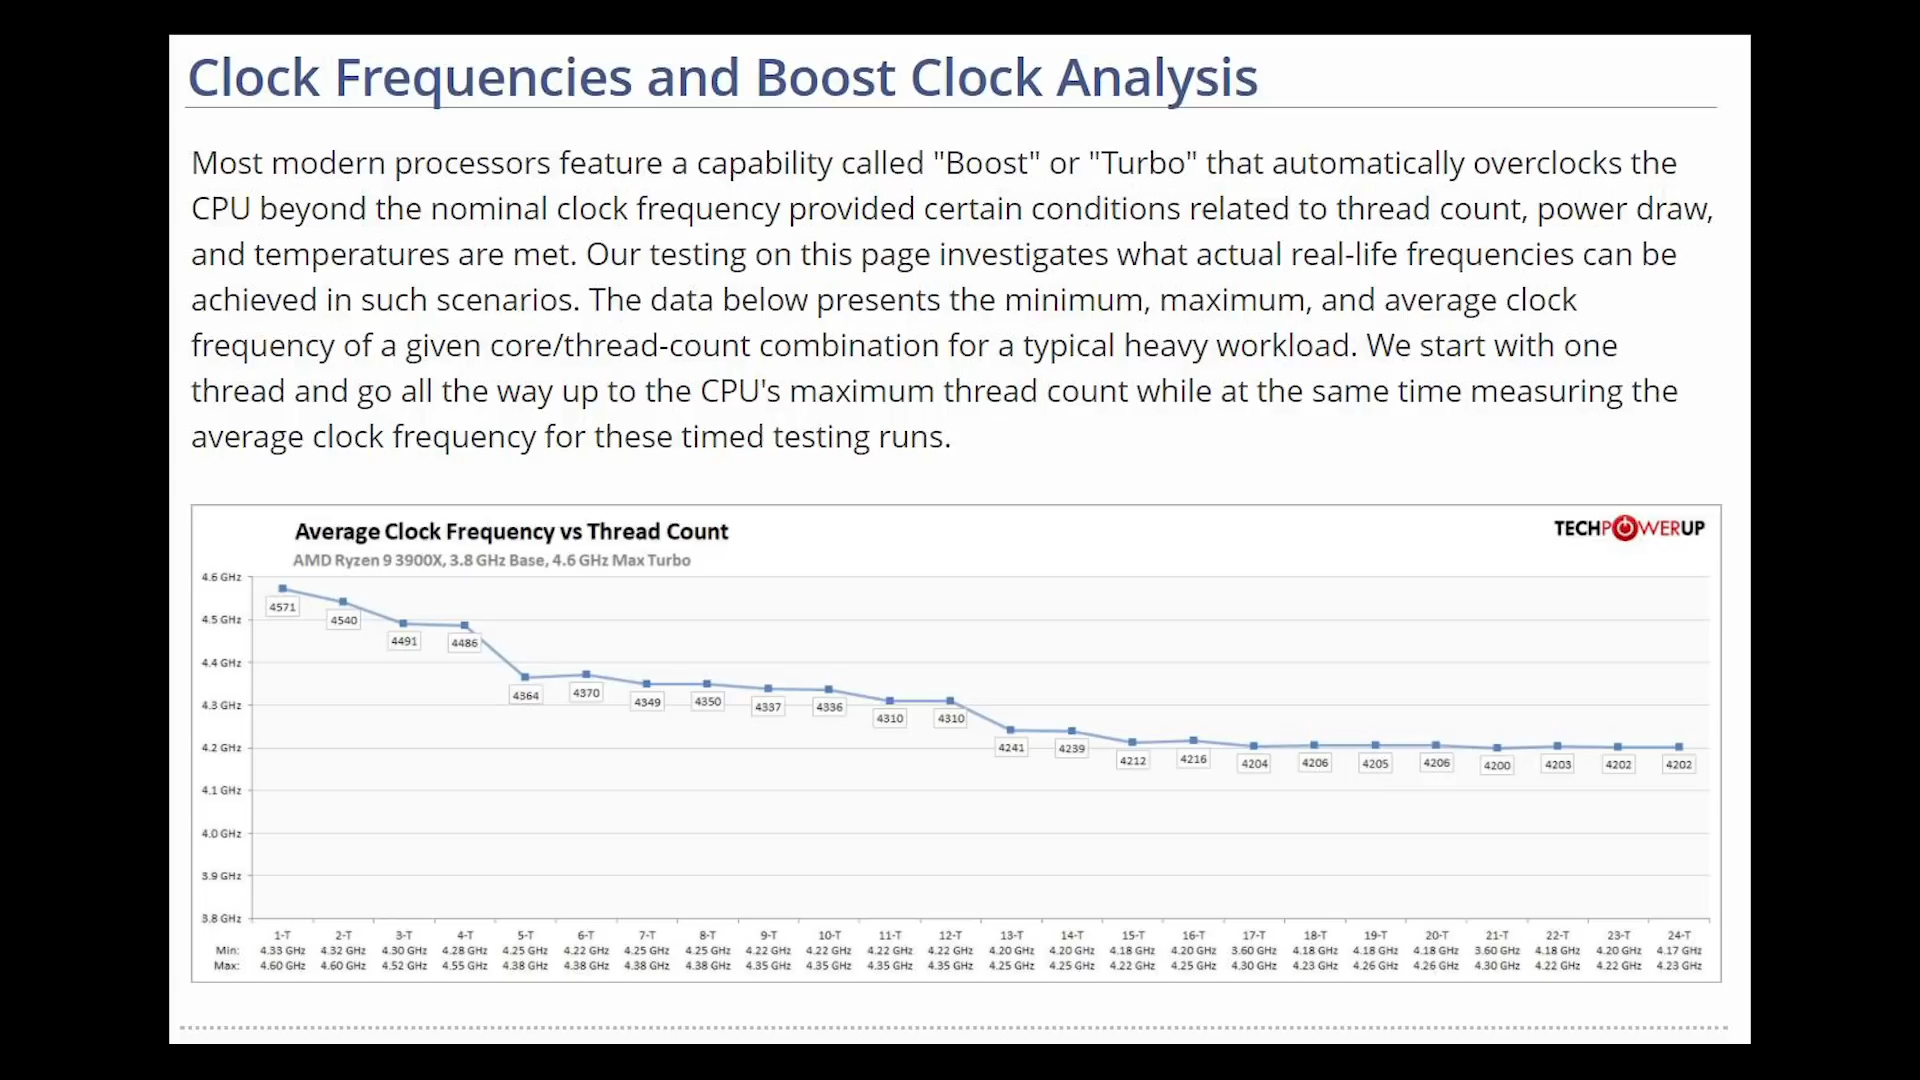 Clock Frequencies and Boost Clock Analysis
Most modern processors feature a capability called "Boost" or "Turbo" that automatically overclocks the
CPU beyond the nominal clock frequency provided certain conditions related to thread count, power draw,
and temperatures are met. Our testing on this page investigates what actual real-life frequencies can be
achieved in such scenarios. The data below presents the minimum, maximum, and average clock
frequency of a given core/thread-count combination for a typical heavy workload. We start with one
thread and go all the way up to the CPU's maximum thread count while at the same time measuring the
average clock frequency for these timed testing runs.
Average Clock Frequency vs Thread Count
TECHPOWERUP
AMD Ryzen 9 3900X, 3.8 GHz Base, 4.6 GHz Max Turbo
4.6 GHz
4.5 GHz
4.4 GHz
4.3 GHz
4.2 GHz
4.1 GHz
4.0 GHz
3.9 GHz
3.8 GHz
4571 4540 4491 4486 4364 4370 4349 4350 4337 4336 4310 4310 4241 4239 4212 4216 4204 4206 4205 4206 4200 4203 4202 4202
1-T 2-T 3-T 4-T 5-T 6-T 7-T 8-T 9-T 10-T 11-T 12-T 13-T 14-T 15-T 16-T 17-T 18-T 19-T 20-T 21-T 22-T 23-T 24-T
Min: 4.33 GHz 4.32 GHz 4.30 GHz 4.28 GHz 4.25 GHz 4.22 GHz 4.25 GHz 4.25 GHz 4.22 GHz 4.22 GHz 4.22 GHz 4.22 GHz 4.20 GHz 4.20 GHz 4.18 GHz 4.20 GHz 3.60 GHz 4.18 GHz 4.18 GHz 4.18 GHz 3.60 GHz 4.18 GHz 4.20 GHz 4.17 GHz
Max: 4.60 GHz 4.60 GHz 4.52 GHz 4.55 GHz 4.38 GHz 4.38 GHz 4.38 GHz 4.38 GHz 4.35 GHz 4.35 GHz 4.35 GHz 4.35 GHz 4.25 GHz 4.25 GHz 4.22 GHz 4.25 GHz 4.30 GHz 4.23 GHz 4.26 GHz 4.26 GHz 4.30 GHz 4.22 GHz 4.22 GHz 4.23 GHz